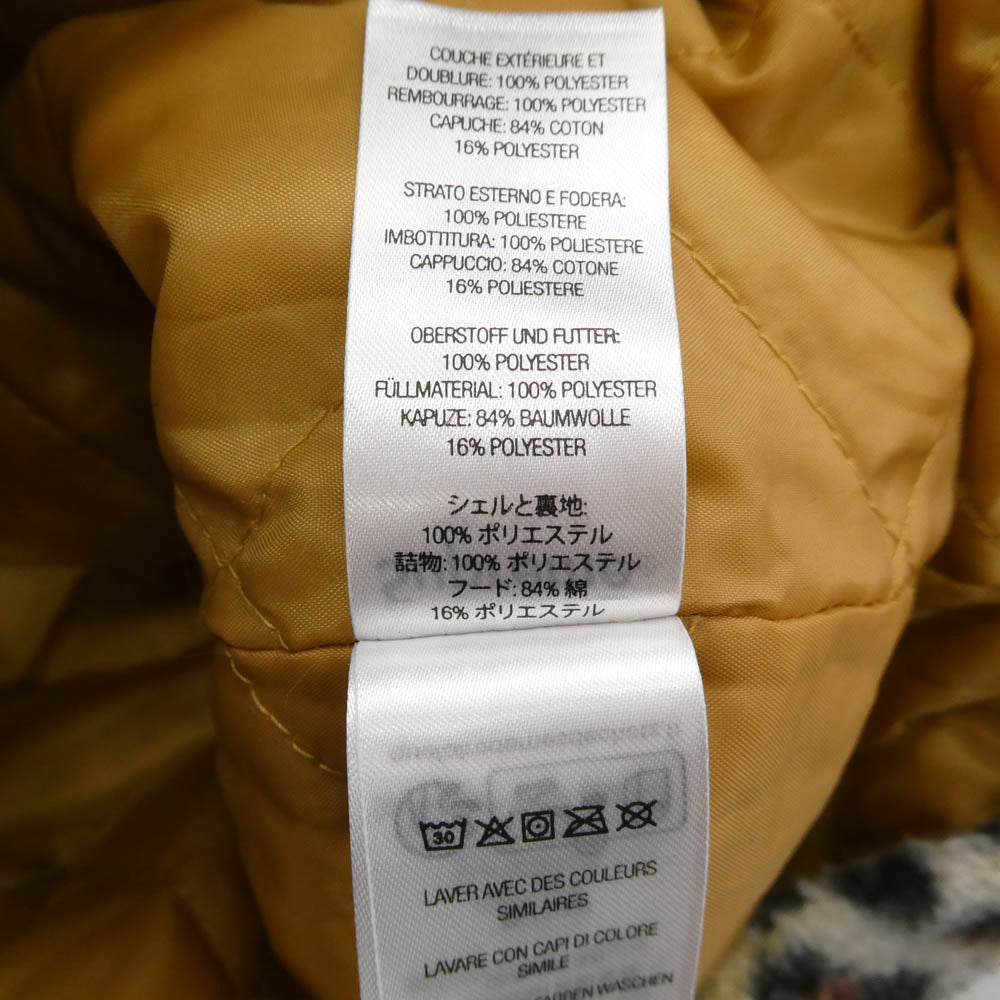 COUCHE EXTÉRIEURE ET
DOUBLURE: 100% POLYESTER
REMBOURRAGE: 100% POLYESTER
CAPUCHE: 84% COTON
16% POLYESTER
STRATO ESTERNO E FODERA:
100% POLIESTERE
IMBOTTITURA: 100% POLIESTERE
CAPPUCCIO: 84% COTONE
16% POLIESTERE
OBERSTOFF UND FUTTER:
100% POLYESTER
FÜLLMATERIAL: 100% POLYESTER
KAPUZE: 84% BAUMWOLLE
16% POLYESTER
シェルと裏地:
100% ポリエステル
詰物: 100% ポリエステル
フード: 84% 綿
16% ポリエステル
30
LAVER AVEC DES COULEURS
SIMILAIRES
LAVARE CON CAPI DI COLORE
SIMILE
WASCHEN